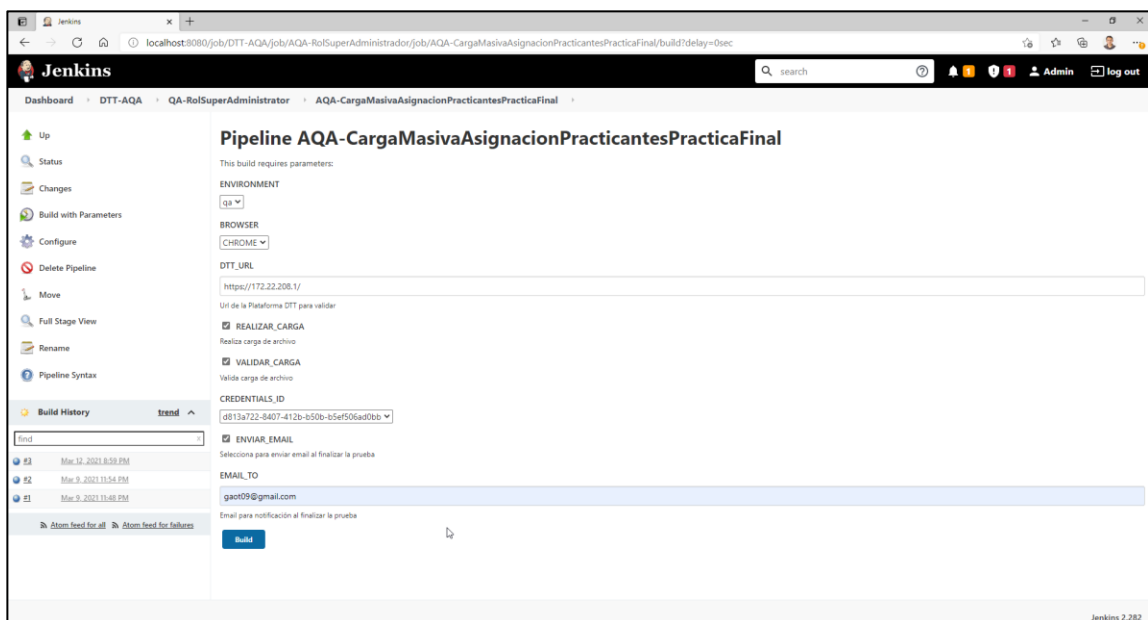 Jenkins
localhost:8080/job/DTT-AQA/job/AQA-RolSuperAdministrador/job/AQA-CargaMasivaAsignacionPracticantesPracticaFinal/build?delay=0sec
Jenkins
search
1
1
Admin
log out
Dashboard
DTT-AQA
QA-RolSuperAdministrator
AQA-CargaMasivaAsignacionPracticantesPracticaFinal
Up
Status
Changes
Build with Parameters
Configure
Delete Pipeline
Move
Full Stage View
Rename
Pipeline Syntax
Build History
trend
find
x
#3 Mar 12, 2021 8:59 PM
#2 Mar 9, 2021 11:54 PM
#1 Mar 9, 2021 11:48 PM
Atom feed for all
Atom feed for failures
Pipeline AQA-CargaMasivaAsignacionPracticantesPracticaFinal
This build requires parameters:
ENVIRONMENT
qa
BROWSER
CHROME
DTT_URL
https://172.22.208.1/
Url de la Plataforma DTT para validar
REALIZAR_CARGA
Realiza carga de archivo
VALIDAR_CARGA
Valida carga de archivo
CREDENTIALS_ID
d813a722-8407-412b-b50b-b5ef506ad0bb
ENVIAR_EMAIL
Selecciona para enviar email al finalizar la prueba
EMAIL_TO
gaot09@gmail.com
Email para notificación al finalizar la prueba
Build
Jenkins 2.282